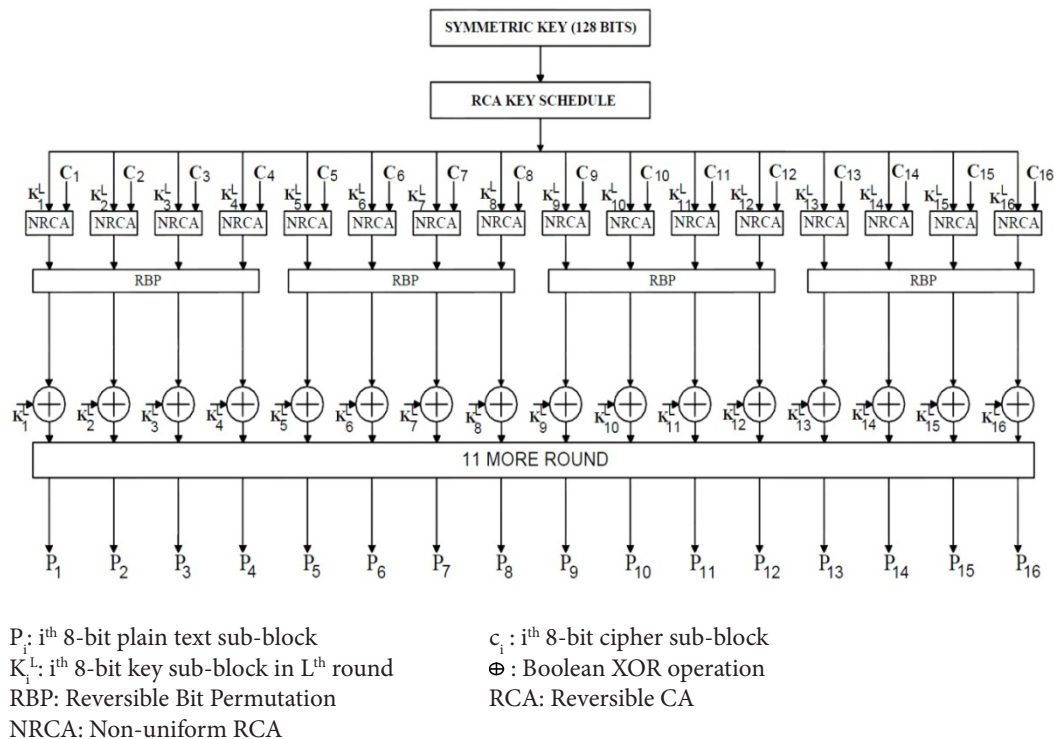 SYMMETRIC KEY (128 BITS)
RCA KEY SCHEDULE
C₁ C₂ C₃ C₄ C₅ C₆ C₇ C₈ C₉ C₁₀ C₁₁ C₁₂ C₁₃ C₁₄ C₁₅ C₁₆
K₁ᴸ K₂ᴸ K₃ᴸ K₄ᴸ K₅ᴸ K₆ᴸ K₇ᴸ K₈ᴸ K₉ᴸ K₁₀ᴸ K₁₁ᴸ K₁₂ᴸ K₁₃ᴸ K₁₄ᴸ K₁₅ᴸ K₁₆ᴸ
NRCA NRCA NRCA NRCA NRCA NRCA NRCA NRCA NRCA NRCA NRCA NRCA NRCA NRCA NRCA NRCA
RBP RBP RBP RBP
K₁ᴸ K₂ᴸ K₃ᴸ K₄ᴸ K₅ᴸ K₆ᴸ K₇ᴸ K₈ᴸ K₉ᴸ K₁₀ᴸ K₁₁ᴸ K₁₂ᴸ K₁₃ᴸ K₁₄ᴸ K₁₅ᴸ K₁₆ᴸ
11 MORE ROUND
P₁ P₂ P₃ P₄ P₅ P₆ P₇ P₈ P₉ P₁₀ P₁₁ P₁₂ P₁₃ P₁₄ P₁₅ P₁₆
Pᵢ: iᵗʰ 8-bit plain text sub-block
Kᵢᴸ: iᵗʰ 8-bit key sub-block in Lᵗʰ round
RBP: Reversible Bit Permutation
NRCA: Non-uniform RCA
cᵢ : iᵗʰ 8-bit cipher sub-block
⊕ : Boolean XOR operation
RCA: Reversible CA